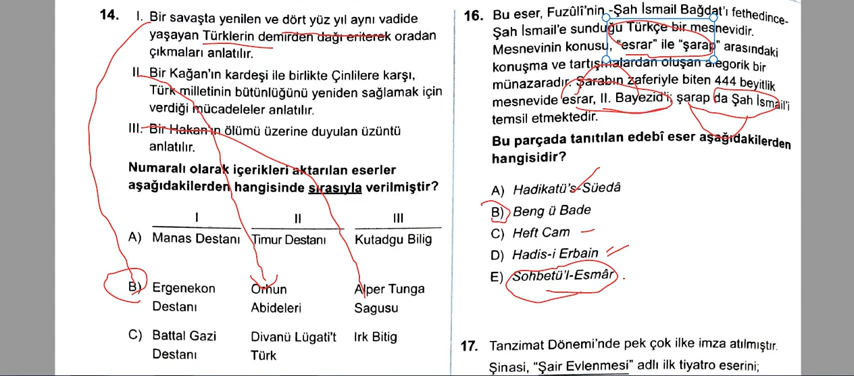 14. I. Bir savaşta yenilen ve dört yüz yıl aynı vadide
yaşayan Türklerin demirden dağı eriterek oradan
çıkmaları anlatılır.
II. Bir Kağan'ın kardeşi ile birlikte Çinlilere karşı,
Türk milletinin bütünlüğünü yeniden sağlamak için
verdiği mücadeleler anlatılır.
III. Bir Hakan'ın ölümü üzerine duyulan üzüntü
anlatılır.
Numaralı olarak içerikleri aktarılan eserler
aşağıdakilerden hangisinde sırasıyla verilmiştir?
I II III
A) Manas Destanı Timur Destanı Kutadgu Bilig
B) Ergenekon Orhun Alper Tunga
Destanı Abideleri Sagusu
C) Battal Gazi Divanü Lügati't Irk Bitig
Destanı Türk
16. Bu eser, Fuzûlî'nin, Şah İsmail Bağdat'ı fethedince
Şah İsmail'e sunduğu Türkçe bir mesnevidir.
Mesnevinin konusu, "esrar" ile "şarap" arasındaki
konuşma ve tartışmalardan oluşan alegorik bir
münazaradır. Şarabın zaferiyle biten 444 beyitlik
mesnevide esrar, II. Bayezid'i; şarap da Şah İsmail'i
temsil etmektedir.
Bu parçada tanıtılan edebî eser aşağıdakilerden
hangisidir?
A) Hadikatü's-Süedâ
B) Beng ü Bade
C) Heft Cam
D) Hadis-i Erbain
E) Sohbetü'l-Esmâr
17. Tanzimat Dönemi'nde pek çok ilke imza atılmıştır.
Şinasi, "Şair Evlenmesi" adlı ilk tiyatro eserini;